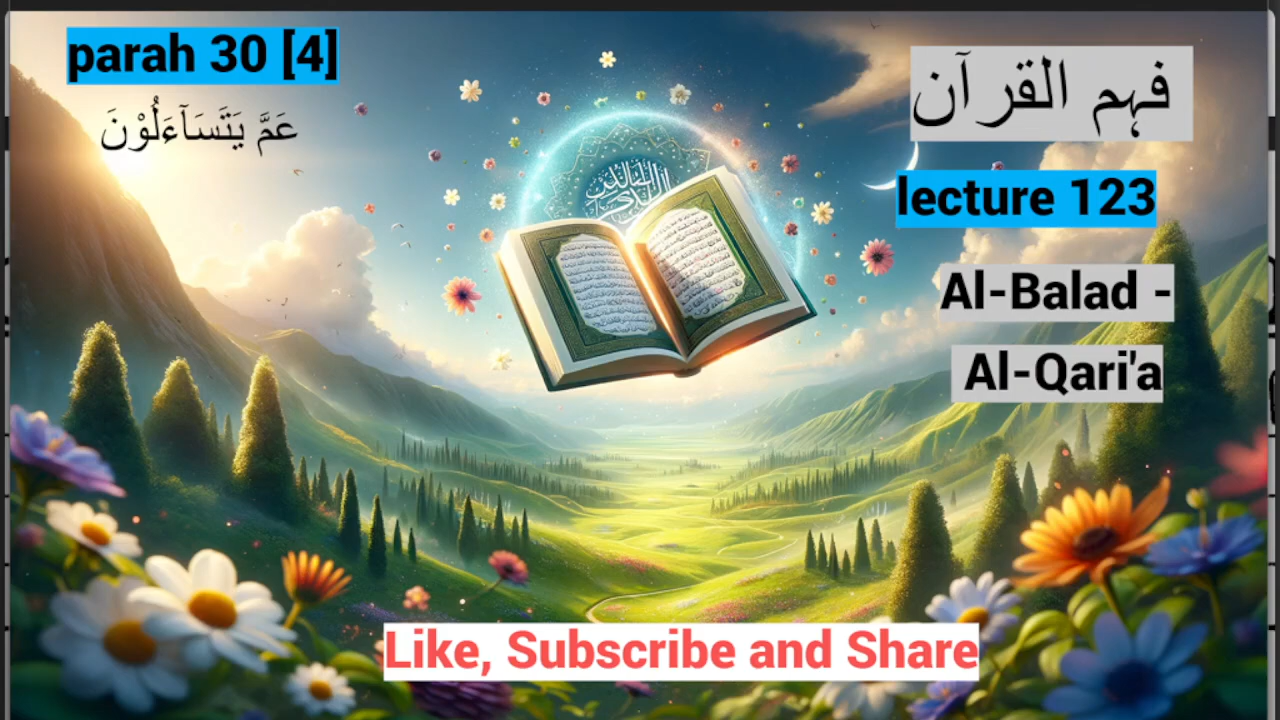 parah 30 [4]
عَمَّ يَتَسَآءَلُوْنَ
فہم القرآن
lecture 123
Al-Balad -
Al-Qari'a
Like, Subscribe and Share